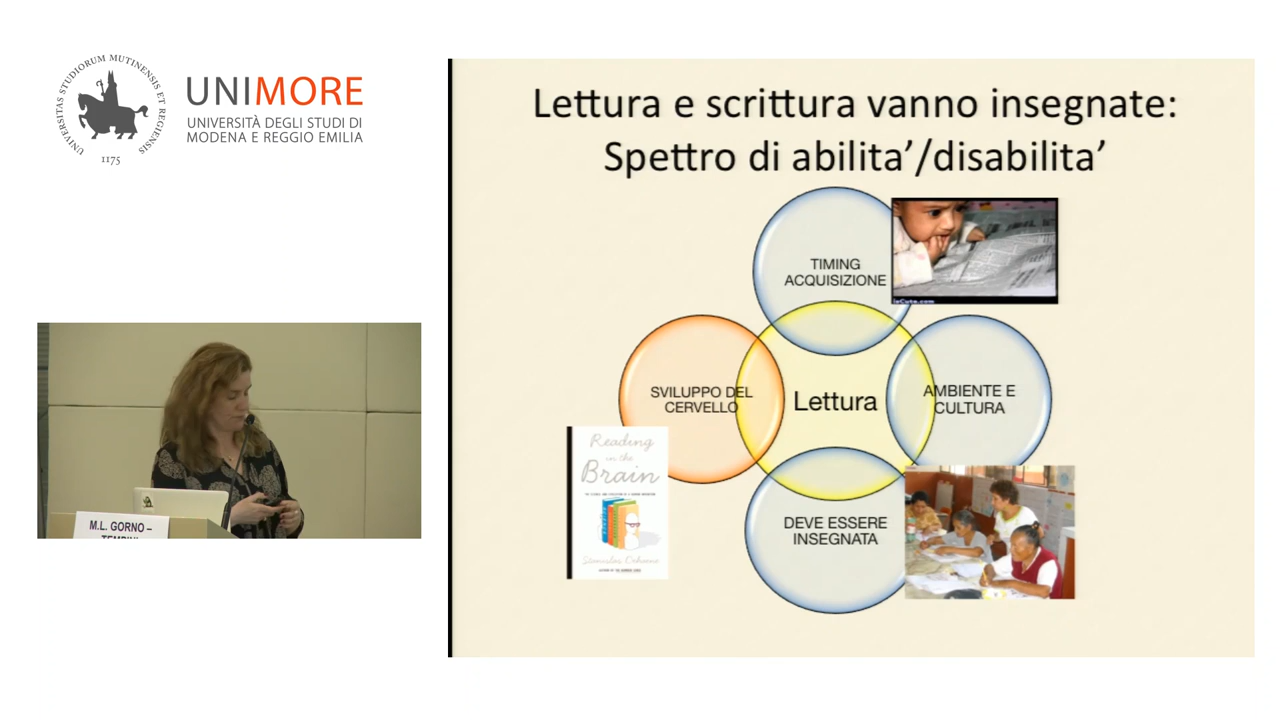 UNIVERSITAS STUDIORUM MUTINENSIS ET REGIENSIS
1175
UNIMORE
UNIVERSITÀ DEGLI STUDI DI
MODENA E REGGIO EMILIA
M.L. GORNO –
TEMPINI
Lettura e scrittura vanno insegnate:
Spettro di abilita’/disabilita’
TIMING
ACQUISIZIONE
SVILUPPO DEL
CERVELLO
Lettura
AMBIENTE E
CULTURA
DEVE ESSERE
INSEGNATA
Reading
in the
Brain
Stanislas Dehaene